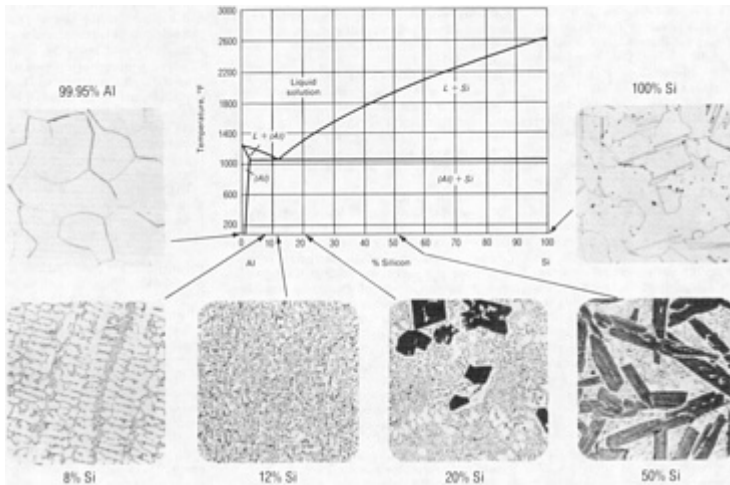 3000
2600
2200
1800
1400
1000
600
200
Temperature, °F
Liquid
solution
L + Si
L + (Al)
(Al)
(Al) + Si
0 10 20 30 40 50 60 70 80 90 100
Al % Silicon Si
99.95% Al
100% Si
8% Si
12% Si
20% Si
50% Si